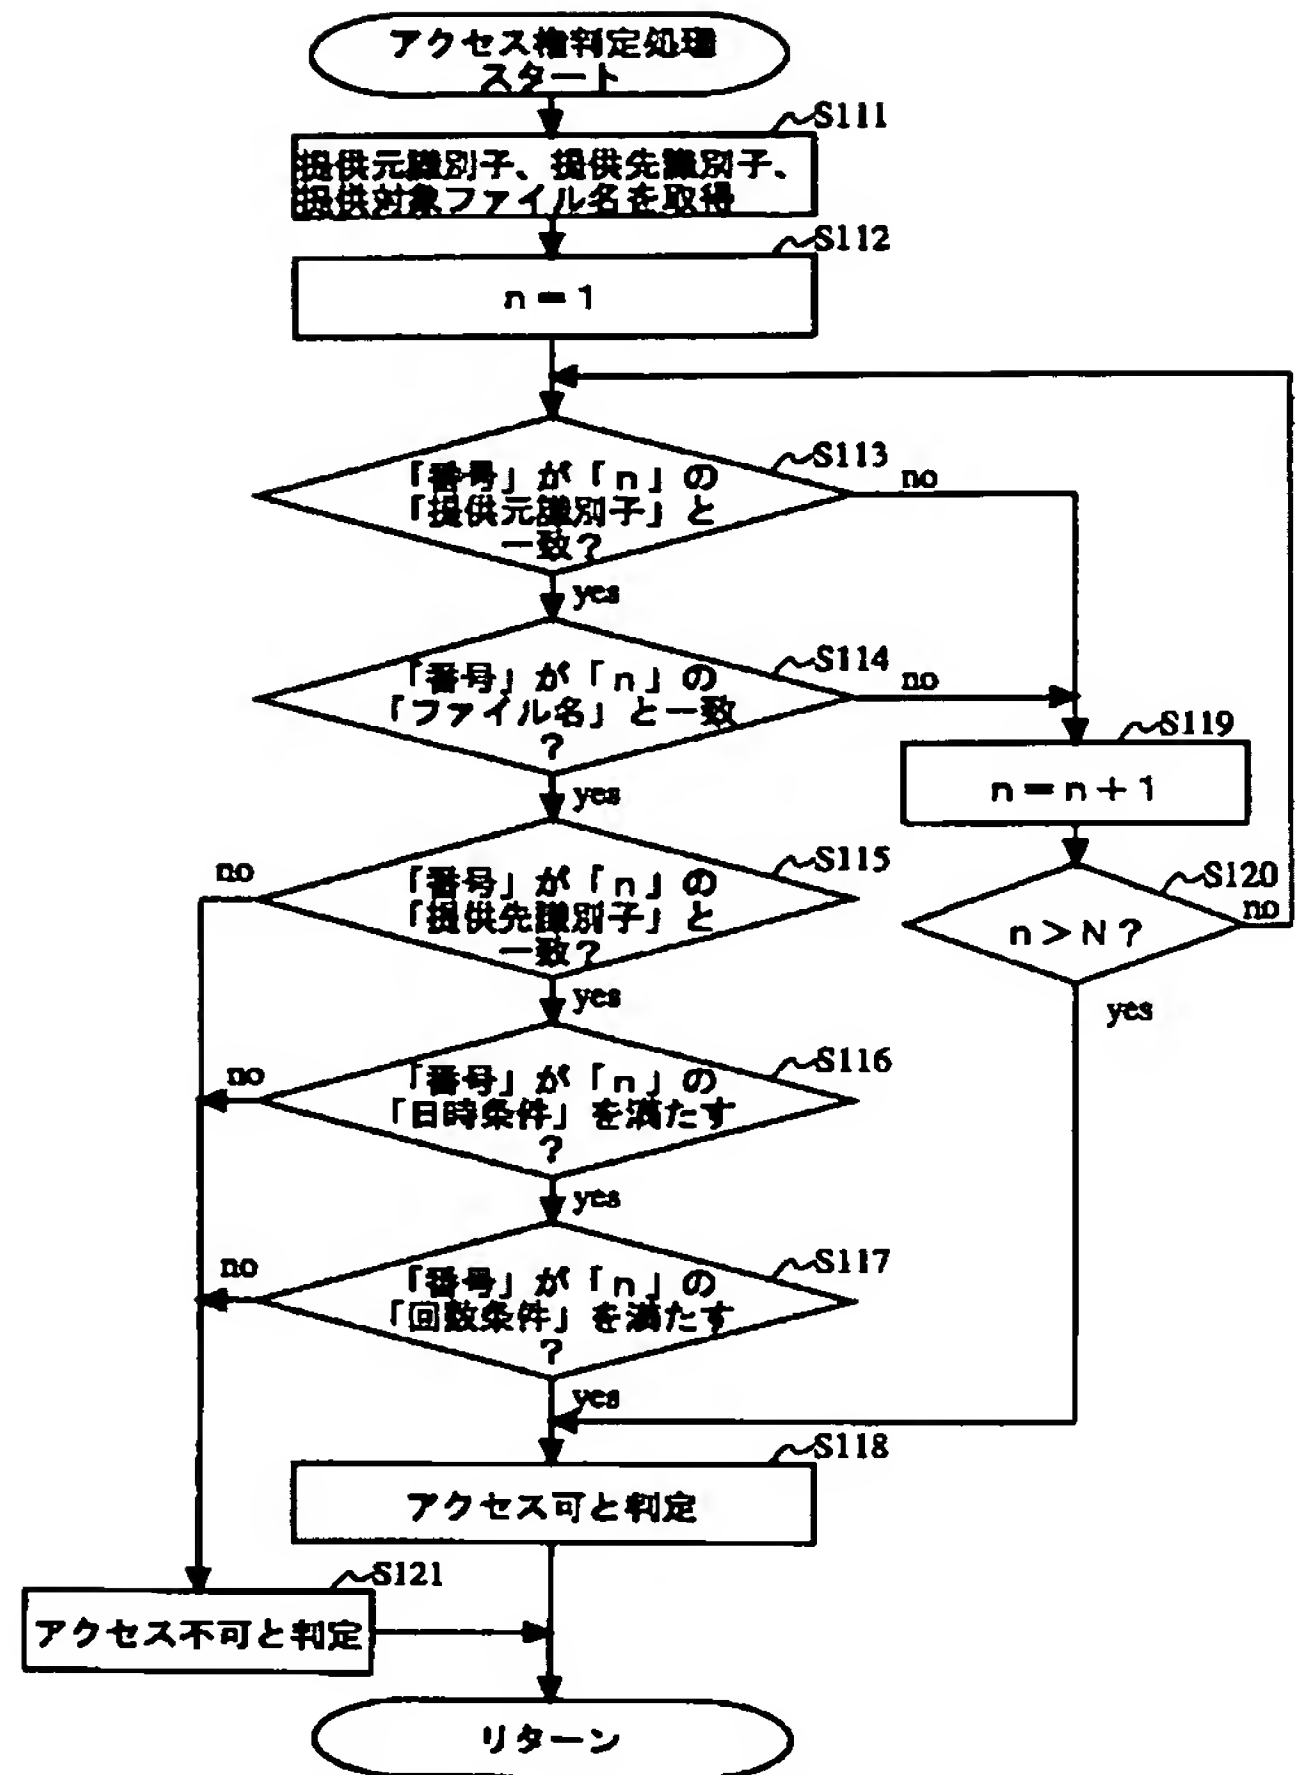 アクセス権判定処理
スタート
S111
提供元識別子、提供先識別子、
提供対象ファイル名を取得
S112
n=1
S113
「番号」が「n」の
「提供元識別子」と
一致?
no
yes
S114
「番号」が「n」の
「ファイル名」と一致
?
no
yes
S119
n=n+1
S115
「番号」が「n」の
「提供先識別子」と
一致?
no
yes
S120
n>N?
no
yes
S116
「番号」が「n」の
「日時条件」を満たす
?
no
yes
S117
「番号」が「n」の
「回数条件」を満たす
?
no
yes
S118
アクセス可と判定
S121
アクセス不可と判定
リターン